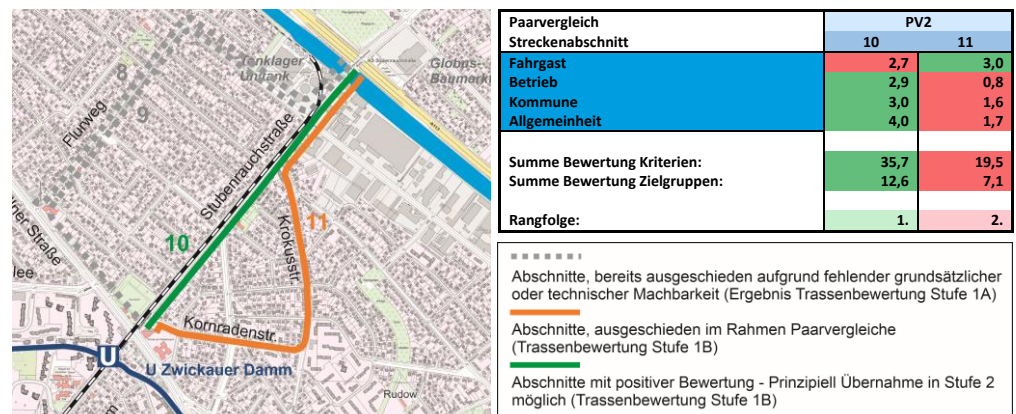 Tanklager
Unitank
Globus-
Baumarkt
8
9
Flurweg
Stubenrauchstraße
10
11
Krokusstr.
Straße
Kornradenstr.
U
U Zwickauer Damm
Rudow
Paarvergleich PV2
Streckenabschnitt 10 11
Fahrgast 2,7 3,0
Betrieb 2,9 0,8
Kommune 3,0 1,6
Allgemeinheit 4,0 1,7
Summe Bewertung Kriterien: 35,7 19,5
Summe Bewertung Zielgruppen: 12,6 7,1
Rangfolge: 1. 2.
Abschnitte, bereits ausgeschieden aufgrund fehlender grundsätzlicher
oder technischer Machbarkeit (Ergebnis Trassenbewertung Stufe 1A)
Abschnitte, ausgeschieden im Rahmen Paarvergleiche
(Trassenbewertung Stufe 1B)
Abschnitte mit positiver Bewertung - Prinzipiell Übernahme in Stufe 2
möglich (Trassenbewertung Stufe 1B)